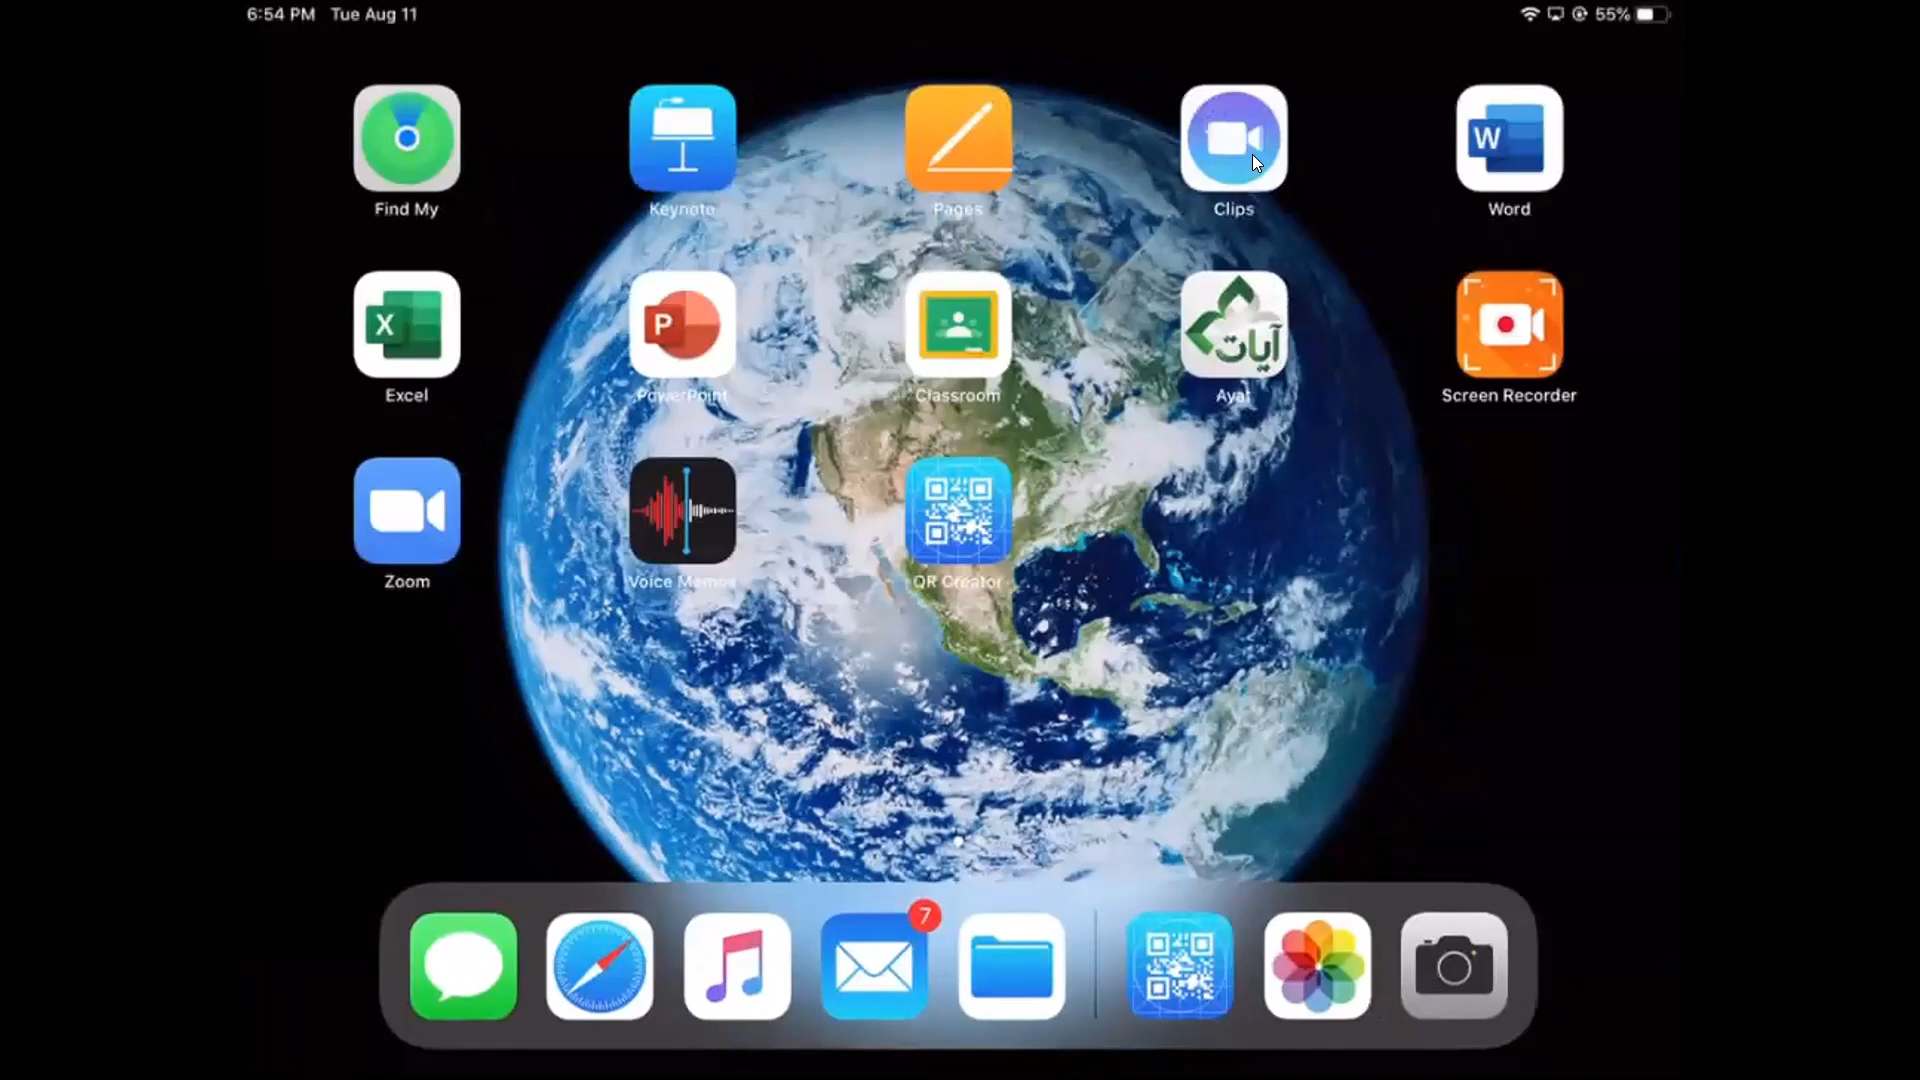 6:54 PM Tue Aug 11
55%
Find My
Keynote
Pages
Clips
W
Word
X
Excel
P
PowerPoint
Classroom
آيات
Ayat
Screen Recorder
Zoom
Voice Memos
QR Creator
7